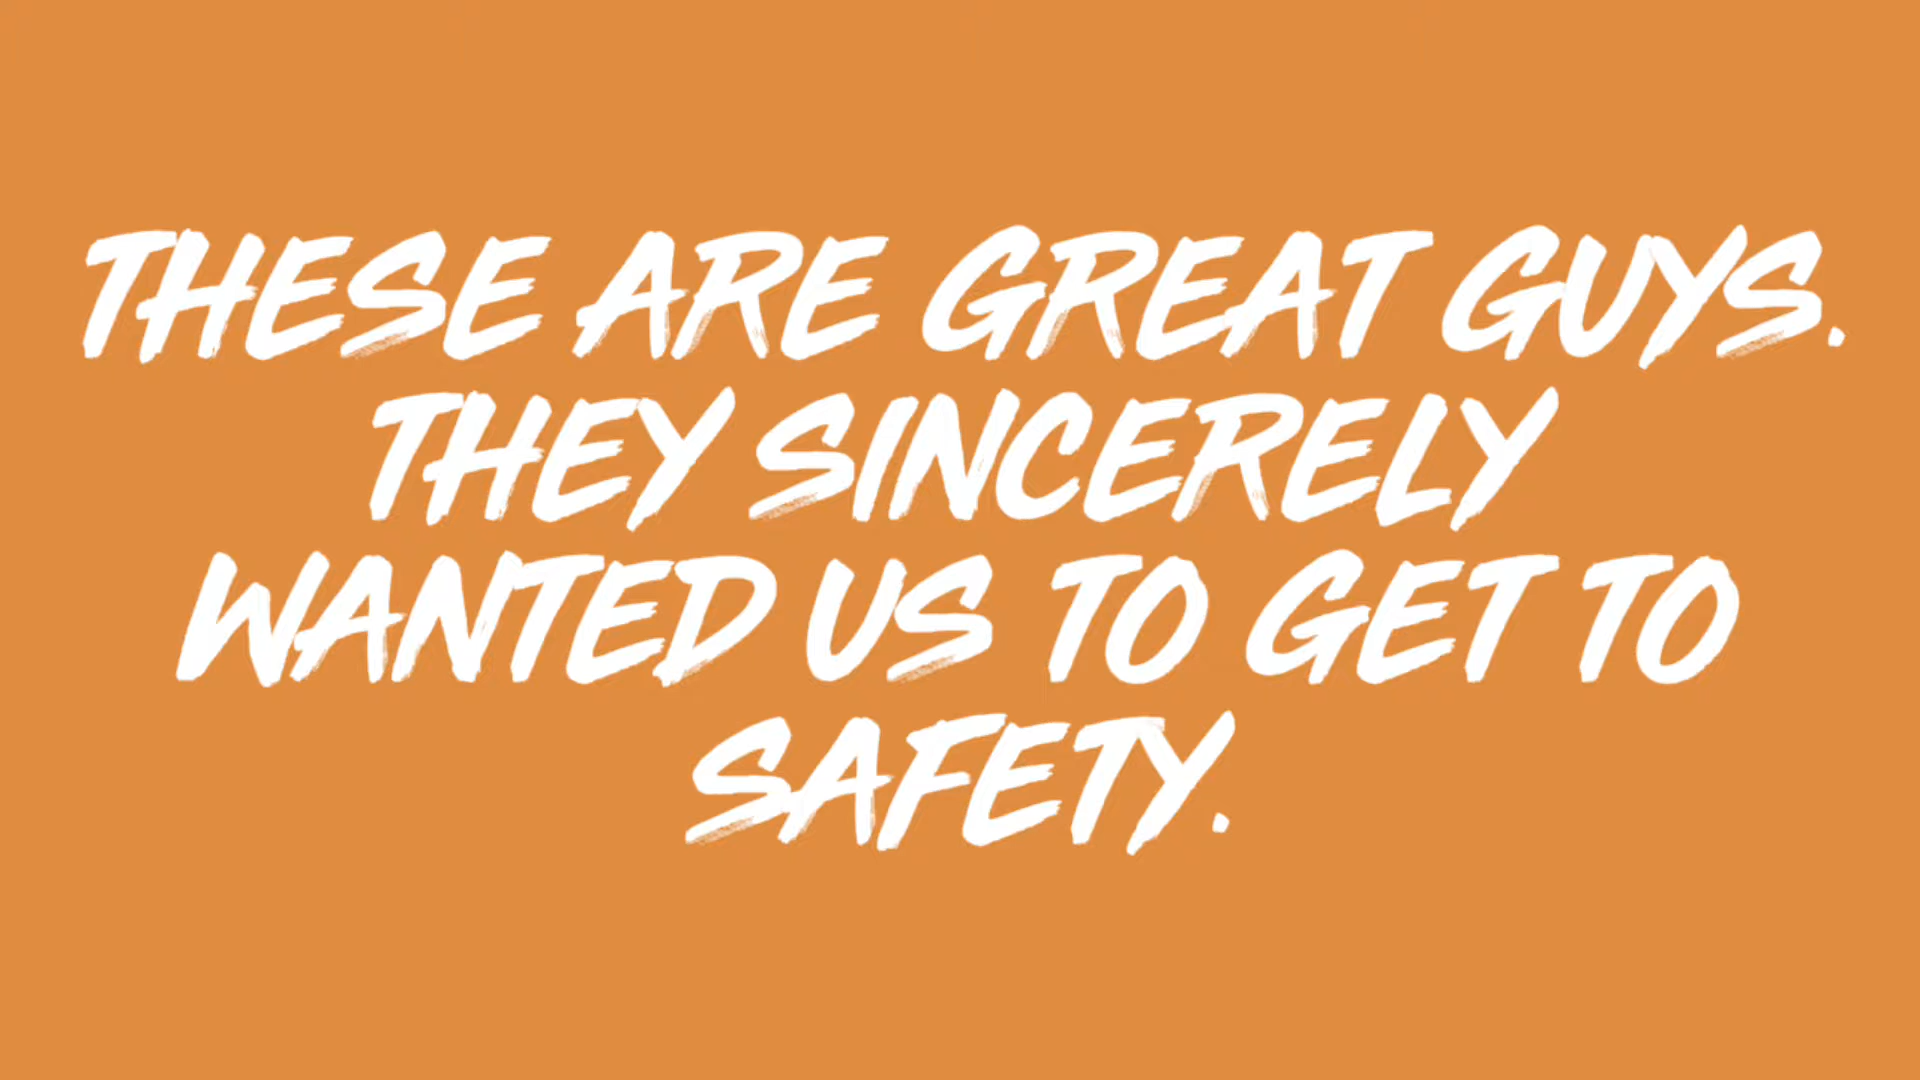 THESE ARE GREAT GUYS.
THEY SINCERELY
WANTED US TO GET TO
SAFETY.